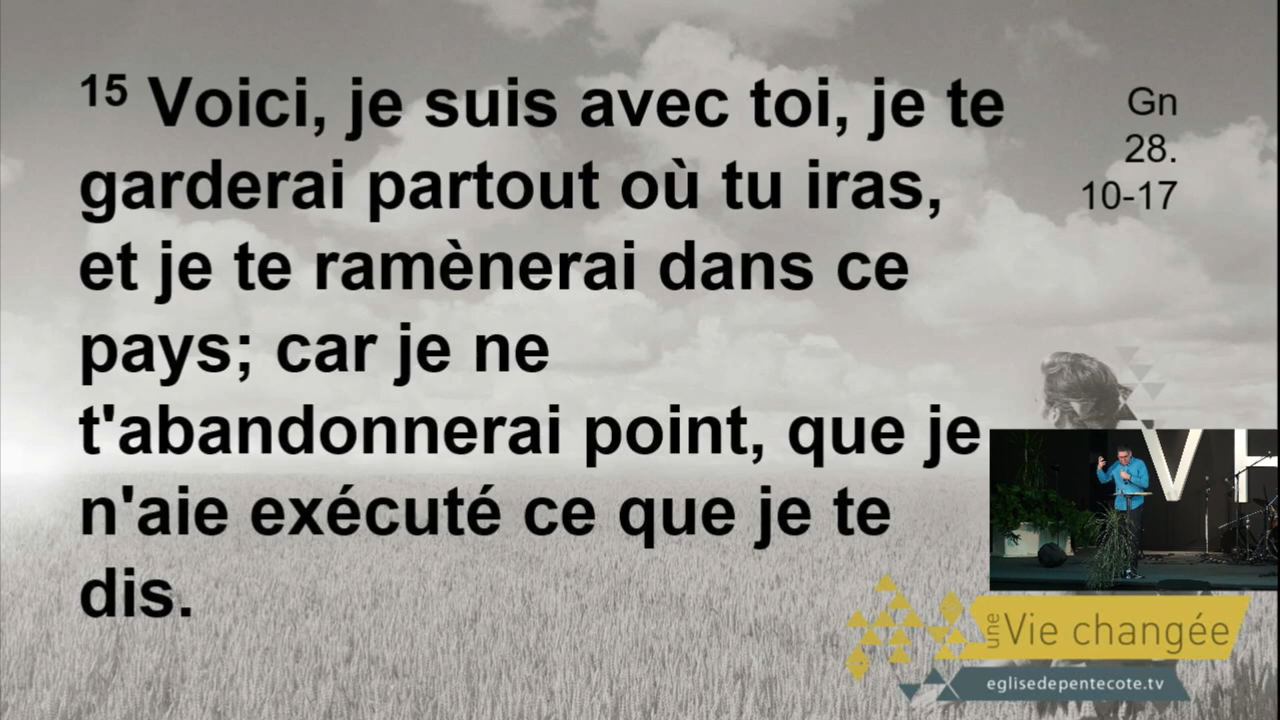 15 Voici, je suis avec toi, je te
garderai partout où tu iras,
et je te ramènerai dans ce
pays; car je ne
t'abandonnerai point, que je
n'aie exécuté ce que je te
dis.
Gn
28.
10-17
une Vie changée
eglisedepentecote.tv